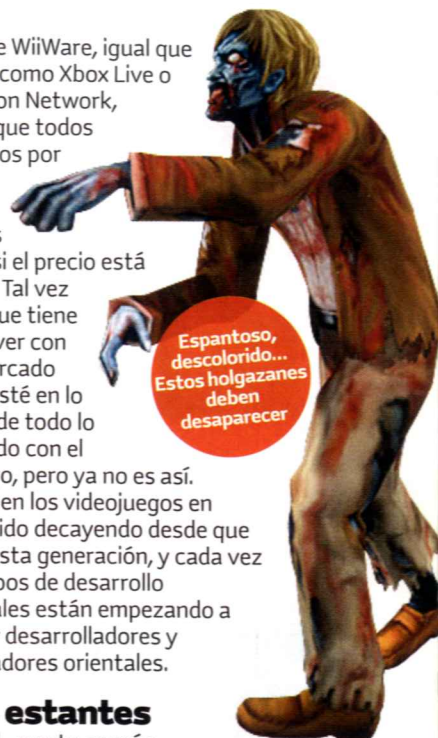 e WiiWare, igual que
como Xbox Live o
on Network,
que todos
os por
s
si el precio está
Tal vez
ue tiene
ver con
rcado
sté en lo
de todo lo
do con el
o, pero ya no es así.
en los videojuegos en
ido decayendo desde que
esta generación, y cada vez
pos de desarrollo
ales están empezando a
r desarrolladores y
adores orientales.
estantes
Espantoso,
descolorido...
Estos holgazanes
deben
desaparecer